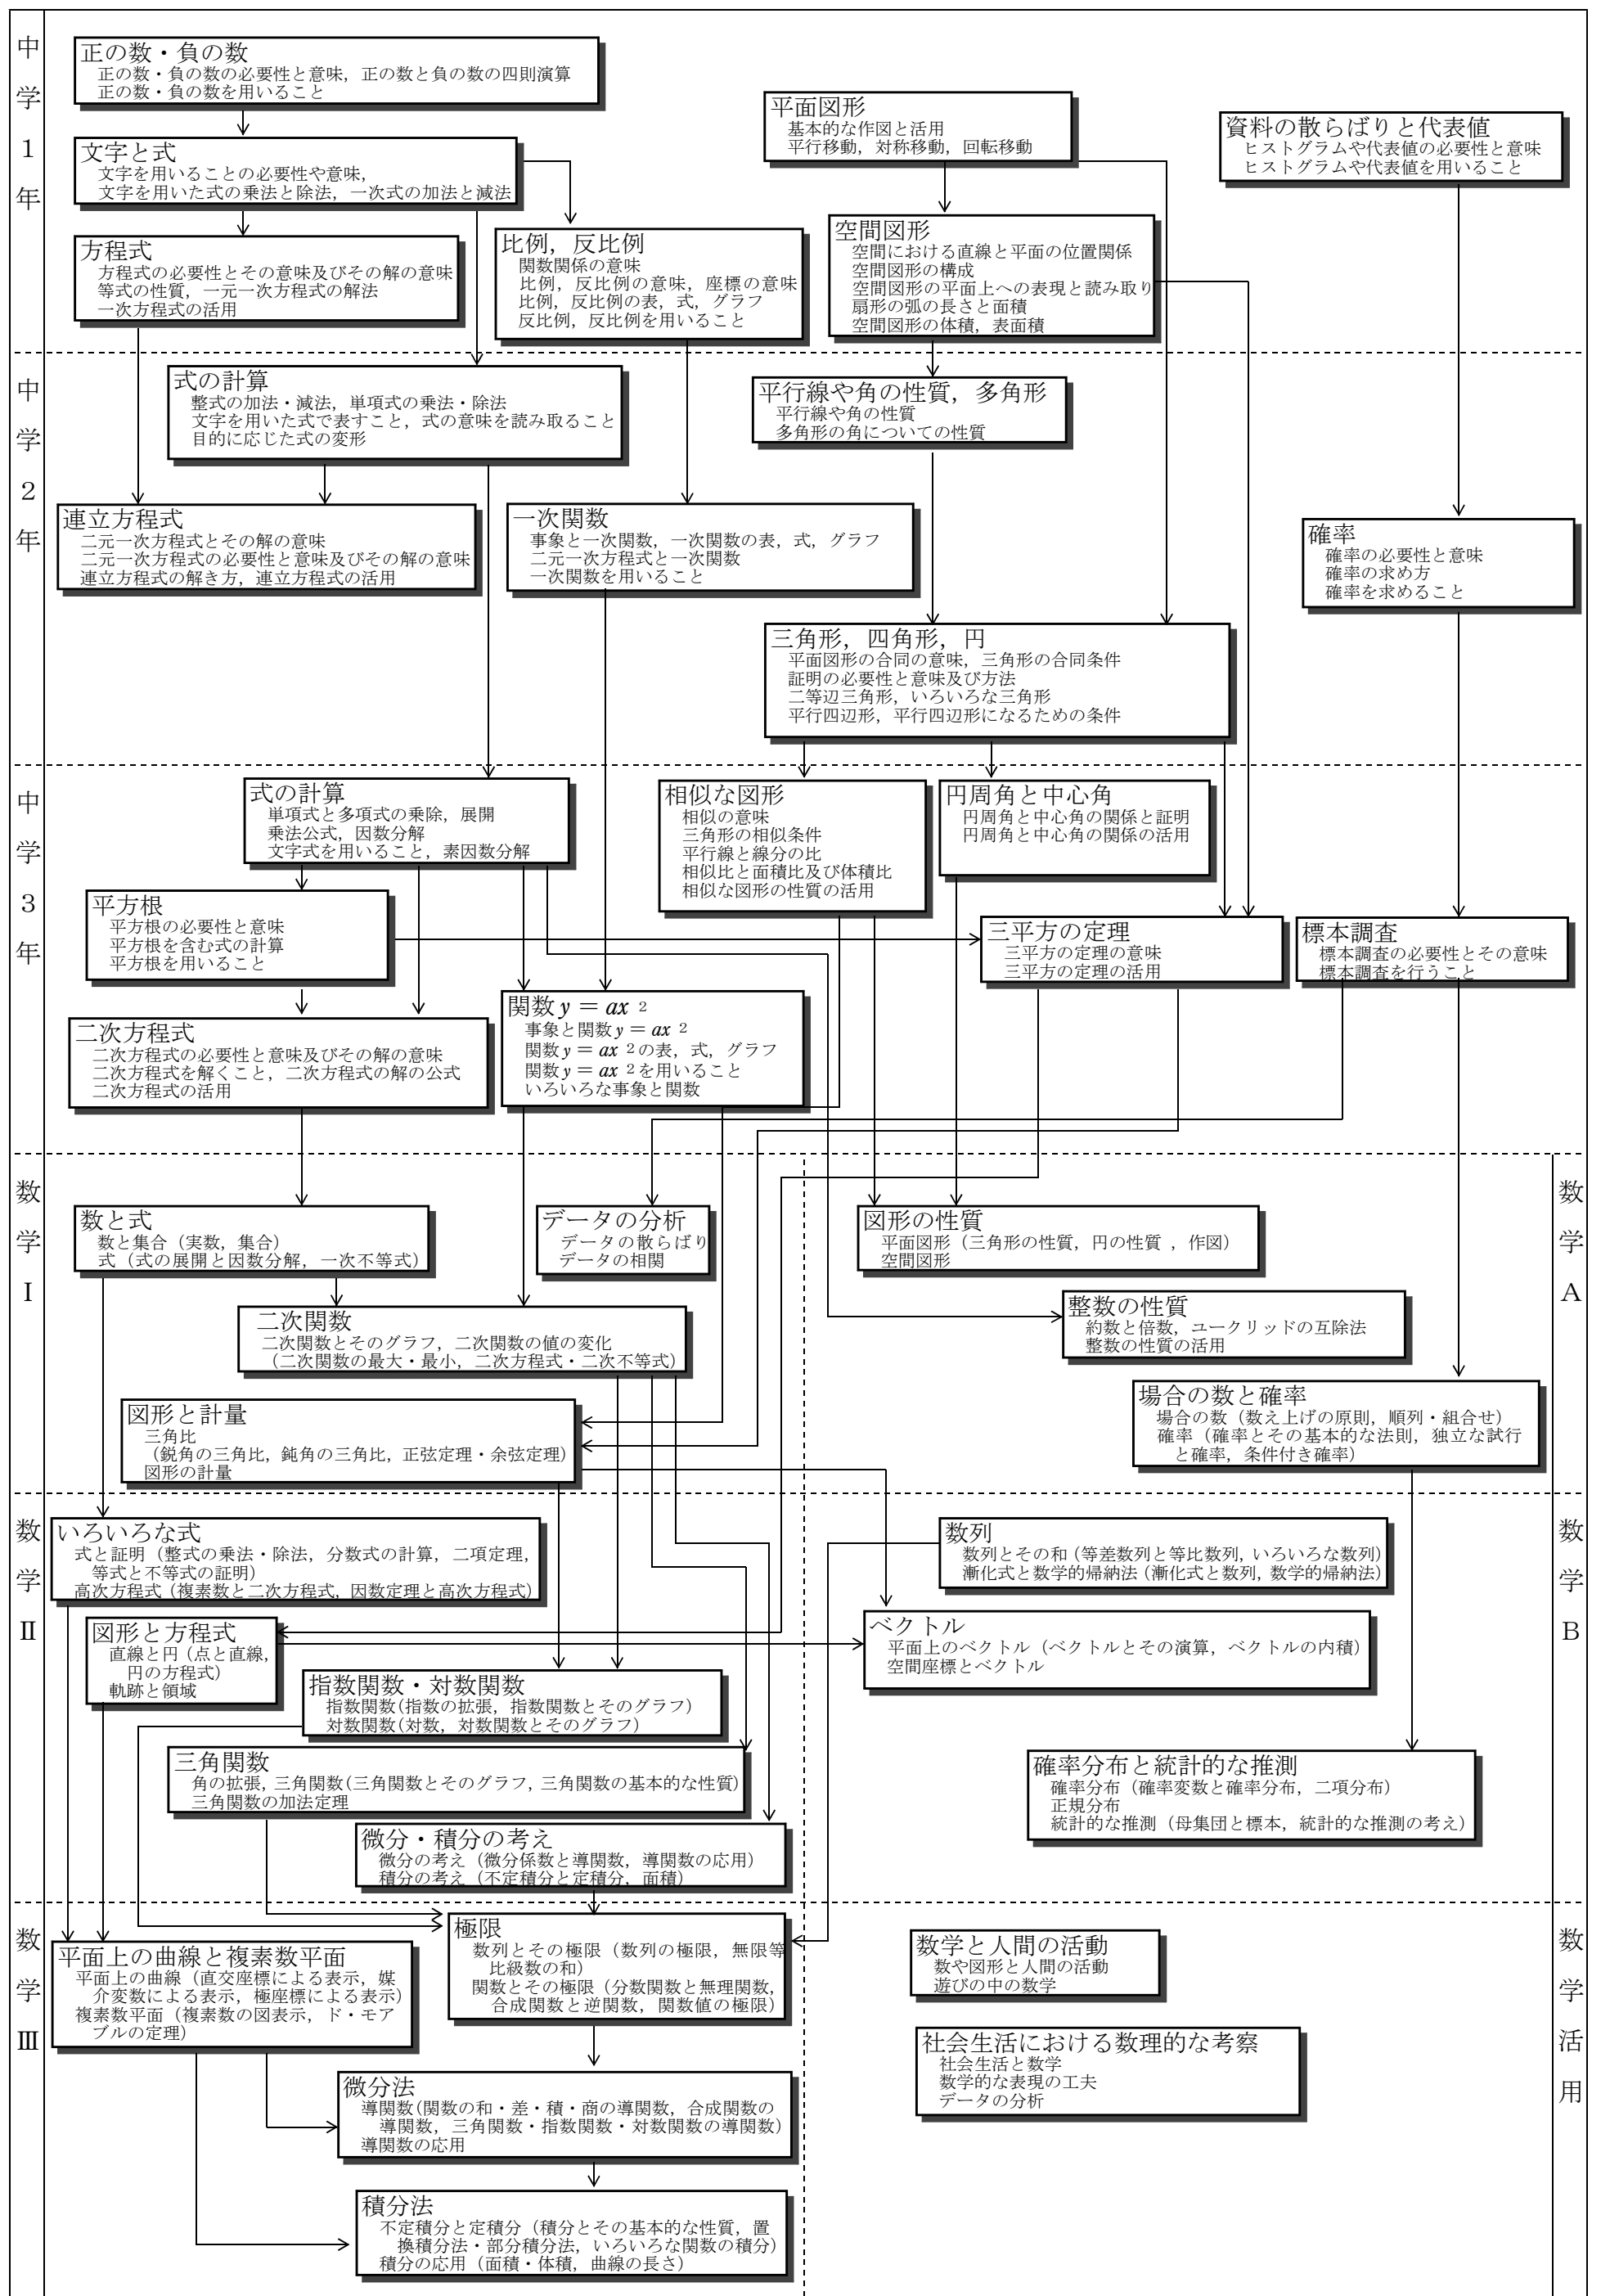 中学1年
正の数・負の数
正の数・負の数の必要性と意味，正の数と負の数の四則演算
正の数・負の数を用いること
文字と式
文字を用いることの必要性や意味，
文字を用いた式の乗法と除法，一次式の加法と減法
方程式
方程式の必要性とその意味及びその解の意味
等式の性質，一元一次方程式の解法
一次方程式の活用
比例，反比例
関数関係の意味
比例，反比例の意味，座標の意味
比例，反比例の表，式，グラフ
反比例，反比例を用いること
平面図形
基本的な作図と活用
平行移動，対称移動，回転移動
空間図形
空間における直線と平面の位置関係
空間図形の構成
空間図形の平面上への表現と読み取り
扇形の弧の長さと面積
空間図形の体積，表面積
資料の散らばりと代表値
ヒストグラムや代表値の必要性と意味
ヒストグラムや代表値を用いること
中学2年
式の計算
整式の加法・減法，単項式の乗法・除法
文字を用いた式で表すこと，式の意味を読み取ること
目的に応じた式の変形
連立方程式
二元一次方程式とその解の意味
二元一次方程式の必要性と意味及びその解の意味
連立方程式の解き方，連立方程式の活用
一次関数
事象と一次関数，一次関数の表，式，グラフ
二元一次方程式と一次関数
一次関数を用いること
平行線や角の性質，多角形
平行線や角の性質
多角形の角についての性質
三角形，四角形，円
平面図形の合同の意味，三角形の合同条件
証明の必要性と意味及び方法
二等辺三角形，いろいろな三角形
平行四辺形，平行四辺形になるための条件
確率
確率の必要性と意味
確率の求め方
確率を求めること
中学3年
式の計算
単項式と多項式の乗除，展開
乗法公式，因数分解
文字式を用いること，素因数分解
平方根
平方根の必要性と意味
平方根を含む式の計算
平方根を用いること
二次方程式
二次方程式の必要性と意味及びその解の意味
二次方程式を解くこと，二次方程式の解の公式
二次方程式の活用
関数 y = ax ²
事象と関数 y = ax ²
関数 y = ax ² の表，式，グラフ
関数 y = ax ² を用いること
いろいろな事象と関数
相似な図形
相似の意味
三角形の相似条件
平行線と線分の比
相似比と面積比及び体積比
相似な図形の性質の活用
円周角と中心角
円周角と中心角の関係と証明
円周角と中心角の関係の活用
三平方の定理
三平方の定理の意味
三平方の定理の活用
標本調査
標本調査の必要性とその意味
標本調査を行うこと
数学Ⅰ
数と式
数と集合（実数，集合）
式（式の展開と因数分解，一次不等式）
データの分析
データの散らばり
データの相関
二次関数
二次関数とそのグラフ，二次関数の値の変化
（二次関数の最大・最小，二次方程式・二次不等式）
図形と計量
三角比
（鋭角の三角比，鈍角の三角比，正弦定理・余弦定理）
図形の計量
数学A
図形の性質
平面図形（三角形の性質，円の性質 ，作図）
空間図形
整数の性質
約数と倍数，ユークリッドの互除法
整数の性質の活用
場合の数と確率
場合の数（数え上げの原則，順列・組合せ）
確率（確率とその基本的な法則，独立な試行
と確率，条件付き確率）
数学Ⅱ
いろいろな式
式と証明（整式の乗法・除法，分数式の計算，二項定理，
等式と不等式の証明）
高次方程式（複素数と二次方程式，因数定理と高次方程式）
図形と方程式
直線と円（点と直線，
円の方程式）
軌跡と領域
指数関数・対数関数
指数関数（指数の拡張，指数関数とそのグラフ）
対数関数（対数，対数関数とそのグラフ）
三角関数
角の拡張，三角関数（三角関数とそのグラフ，三角関数の基本的な性質）
三角関数の加法定理
微分・積分の考え
微分の考え（微分係数と導関数，導関数の応用）
積分の考え（不定積分と定積分，面積）
数学B
数列
数列とその和（等差数列と等比数列，いろいろな数列）
漸化式と数学的帰納法（漸化式と数列，数学的帰納法）
ベクトル
平面上のベクトル（ベクトルとその演算，ベクトルの内積）
空間座標とベクトル
確率分布と統計的な推測
確率分布（確率変数と確率分布，二項分布）
正規分布
統計的な推測（母集団と標本，統計的な推測の考え）
数学Ⅲ
平面上の曲線と複素数平面
平面上の曲線（直交座標による表示，媒
介変数による表示，極座標による表示）
複素数平面（複素数の図表示，ド・モア
ブルの定理）
極限
数列とその極限（数列の極限，無限等
比級数の和）
関数とその極限（分数関数と無理関数，
合成関数と逆関数，関数値の極限）
微分法
導関数（関数の和・差・積・商の導関数，合成関数の
導関数，三角関数・指数関数・対数関数の導関数）
導関数の応用
積分法
不定積分と定積分（積分とその基本的な性質，置
換積分法・部分積分法，いろいろな関数の積分）
積分の応用（面積・体積，曲線の長さ）
数学活用
数学と人間の活動
数や図形と人間の活動
遊びの中の数学
社会生活における数理的な考察
社会生活と数学
数学的な表現の工夫
データの分析